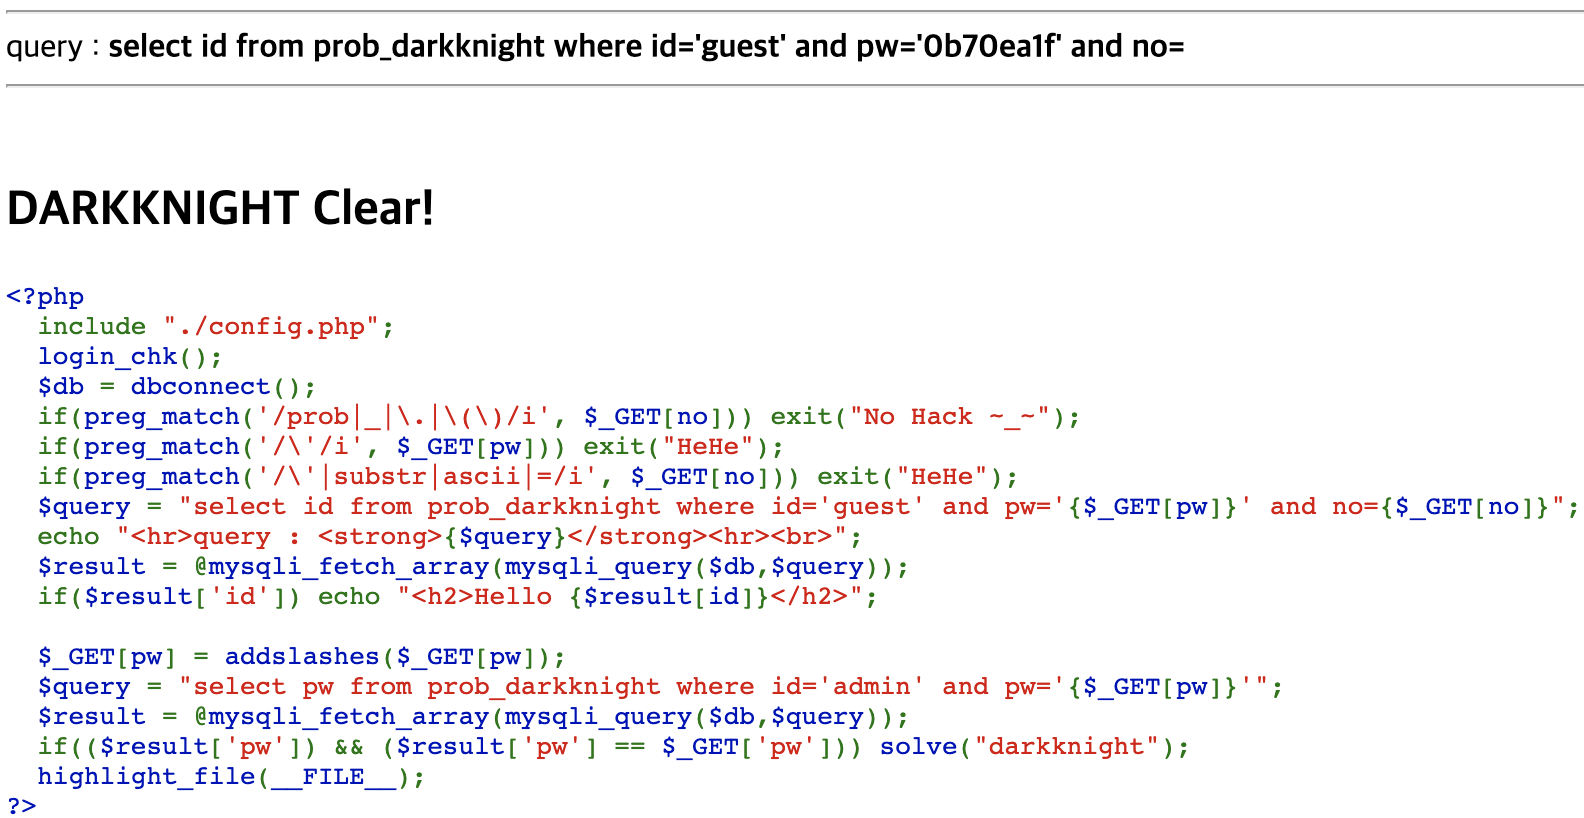 query : select id from prob_darkknight where id='guest' and pw='0b70ea1f' and no=
DARKKNIGHT Clear!
<?php
  include "./config.php";
  login_chk();
  $db = dbconnect();
  if(preg_match('/prob|_|\.|\(\)/i', $_GET[no])) exit("No Hack ~_~");
  if(preg_match('/\'/i', $_GET[pw])) exit("HeHe");
  if(preg_match('/\'|substr|ascii|=/i', $_GET[no])) exit("HeHe");
  $query = "select id from prob_darkknight where id='guest' and pw='{$_GET[pw]}' and no={$_GET[no]}";
  echo "<hr>query : <strong>{$query}</strong><hr><br>";
  $result = @mysqli_fetch_array(mysqli_query($db,$query));
  if($result['id']) echo "<h2>Hello {$result[id]}</h2>";
  $_GET[pw] = addslashes($_GET[pw]);
  $query = "select pw from prob_darkknight where id='admin' and pw='{$_GET[pw]}'";
  $result = @mysqli_fetch_array(mysqli_query($db,$query));
  if(($result['pw']) && ($result['pw'] == $_GET['pw'])) solve("darkknight");
  highlight_file(__FILE__);
?>